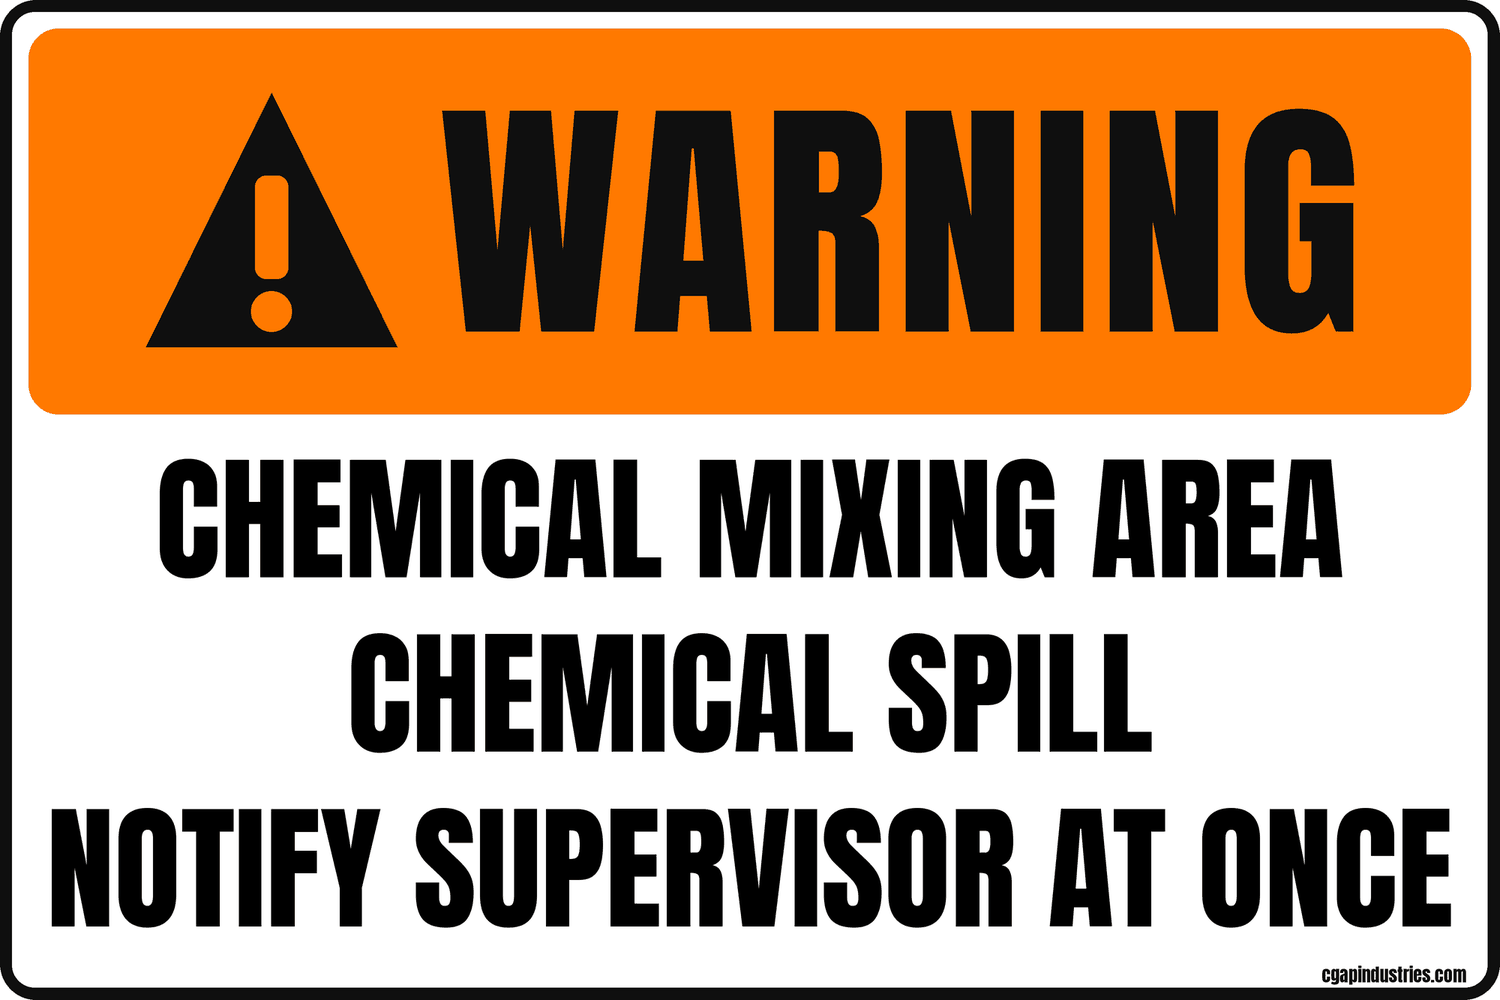 WARNING
CHEMICAL MIXING AREA
CHEMICAL SPILL
NOTIFY SUPERVISOR AT ONCE
cgapindustries.com